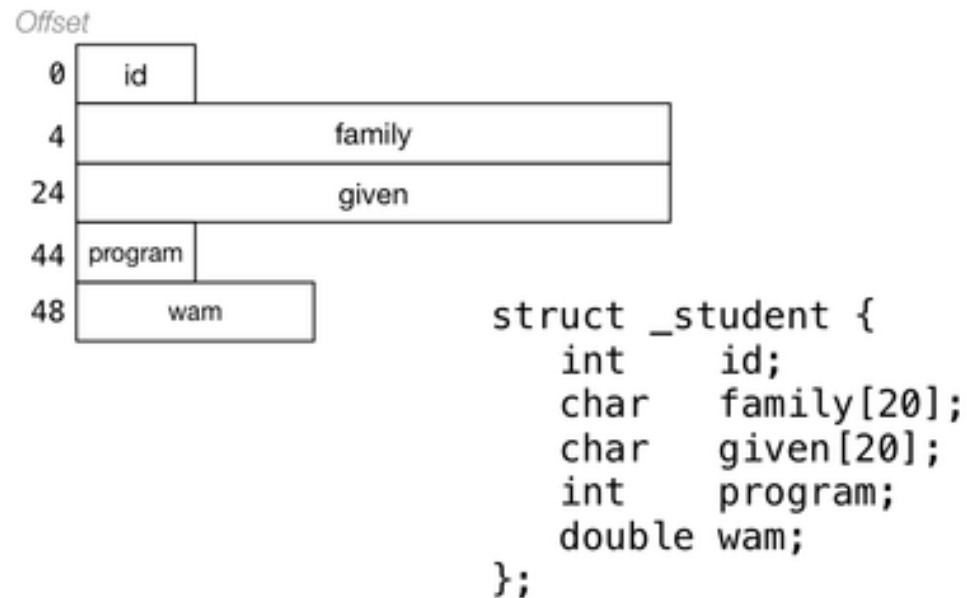 Offset
0 id
4 family
24 given
44 program
48 wam
struct _student {
   int    id;
   char   family[20];
   char   given[20];
   int    program;
   double wam;
};